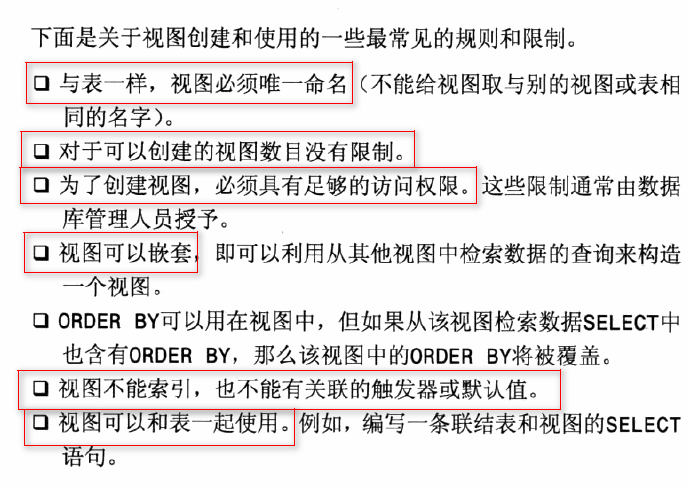 下面是关于视图创建和使用的一些最常见的规则和限制。
❑ 与表一样，视图必须唯一命名（不能给视图取与别的视图或表相
同的名字）。
❑ 对于可以创建的视图数目没有限制。
❑ 为了创建视图，必须具有足够的访问权限。这些限制通常由数据
库管理人员授予。
❑ 视图可以嵌套，即可以利用从其他视图中检索数据的查询来构造
一个视图。
❑ ORDER BY可以用在视图中，但如果从该视图检索数据SELECT中
也含有ORDER BY，那么该视图中的ORDER BY将被覆盖。
❑ 视图不能索引，也不能有关联的触发器或默认值。
❑ 视图可以和表一起使用。例如，编写一条联结表和视图的SELECT
语句。